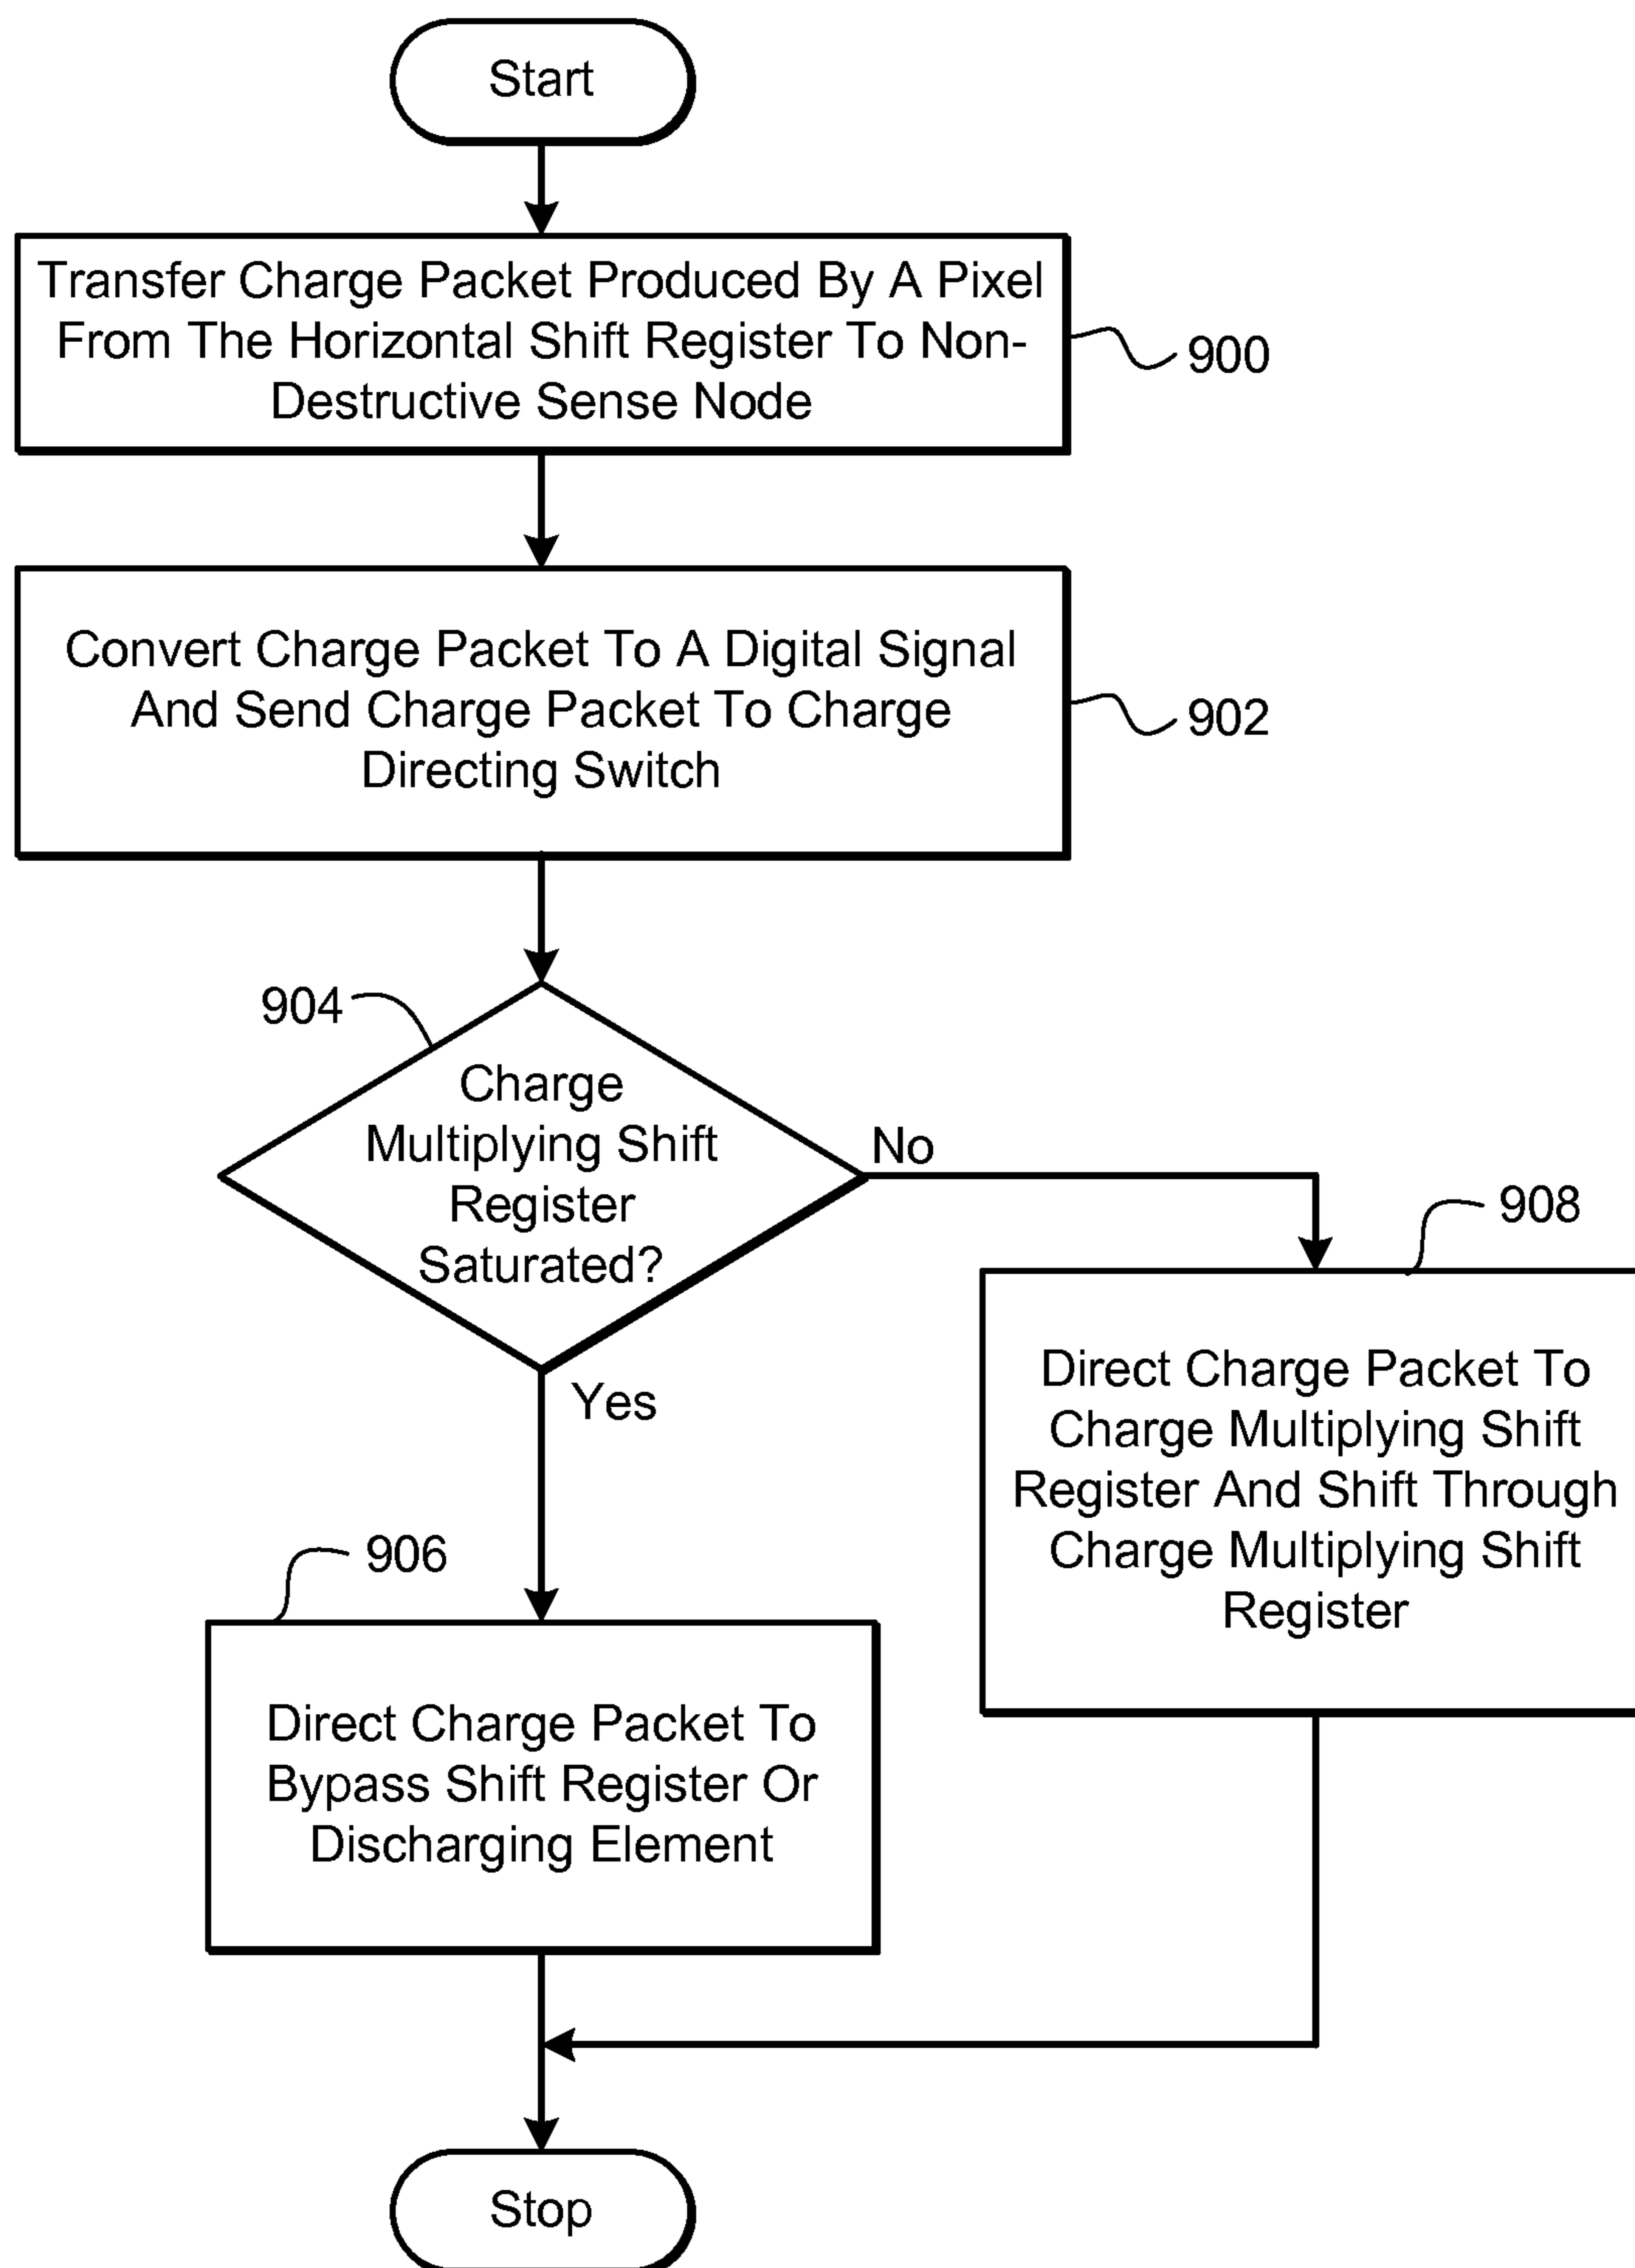 Start
Transfer Charge Packet Produced By A Pixel
From The Horizontal Shift Register To Non-
Destructive Sense Node
900
Convert Charge Packet To A Digital Signal
And Send Charge Packet To Charge
Directing Switch
902
904
Charge
Multiplying Shift
Register
Saturated?
No
Yes
908
Direct Charge Packet To
Charge Multiplying Shift
Register And Shift Through
Charge Multiplying Shift
Register
906
Direct Charge Packet To
Bypass Shift Register Or
Discharging Element
Stop